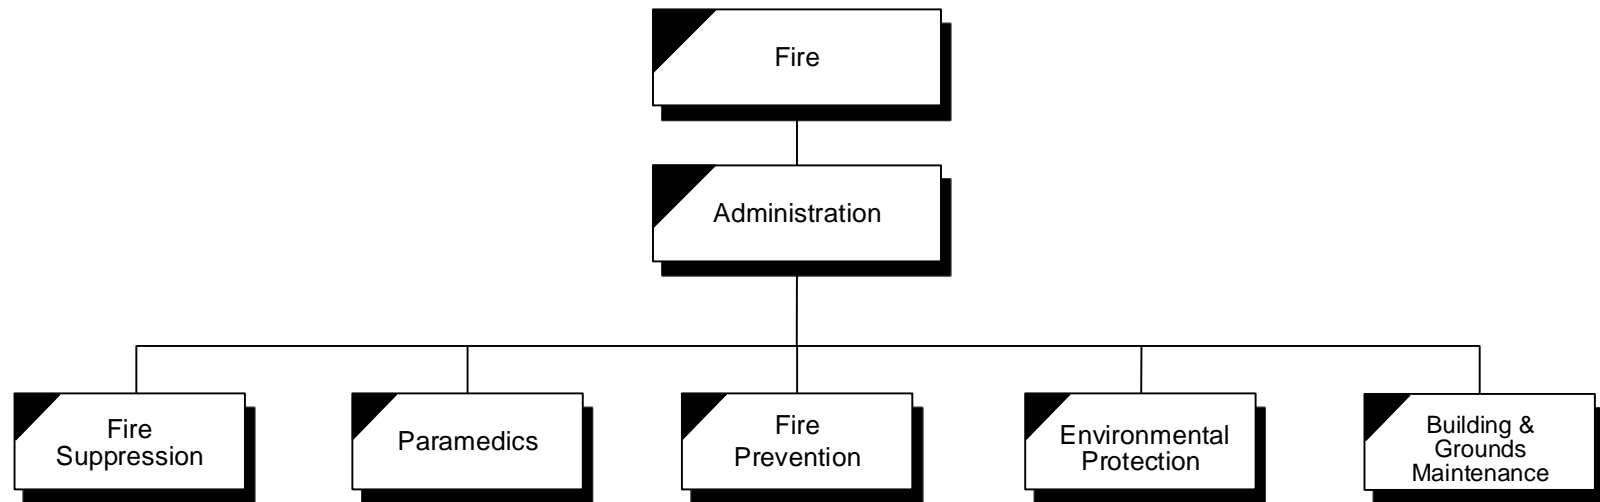 Fire
Administration
Fire
Suppression
Paramedics
Fire
Prevention
Environmental
Protection
Building &
Grounds
Maintenance